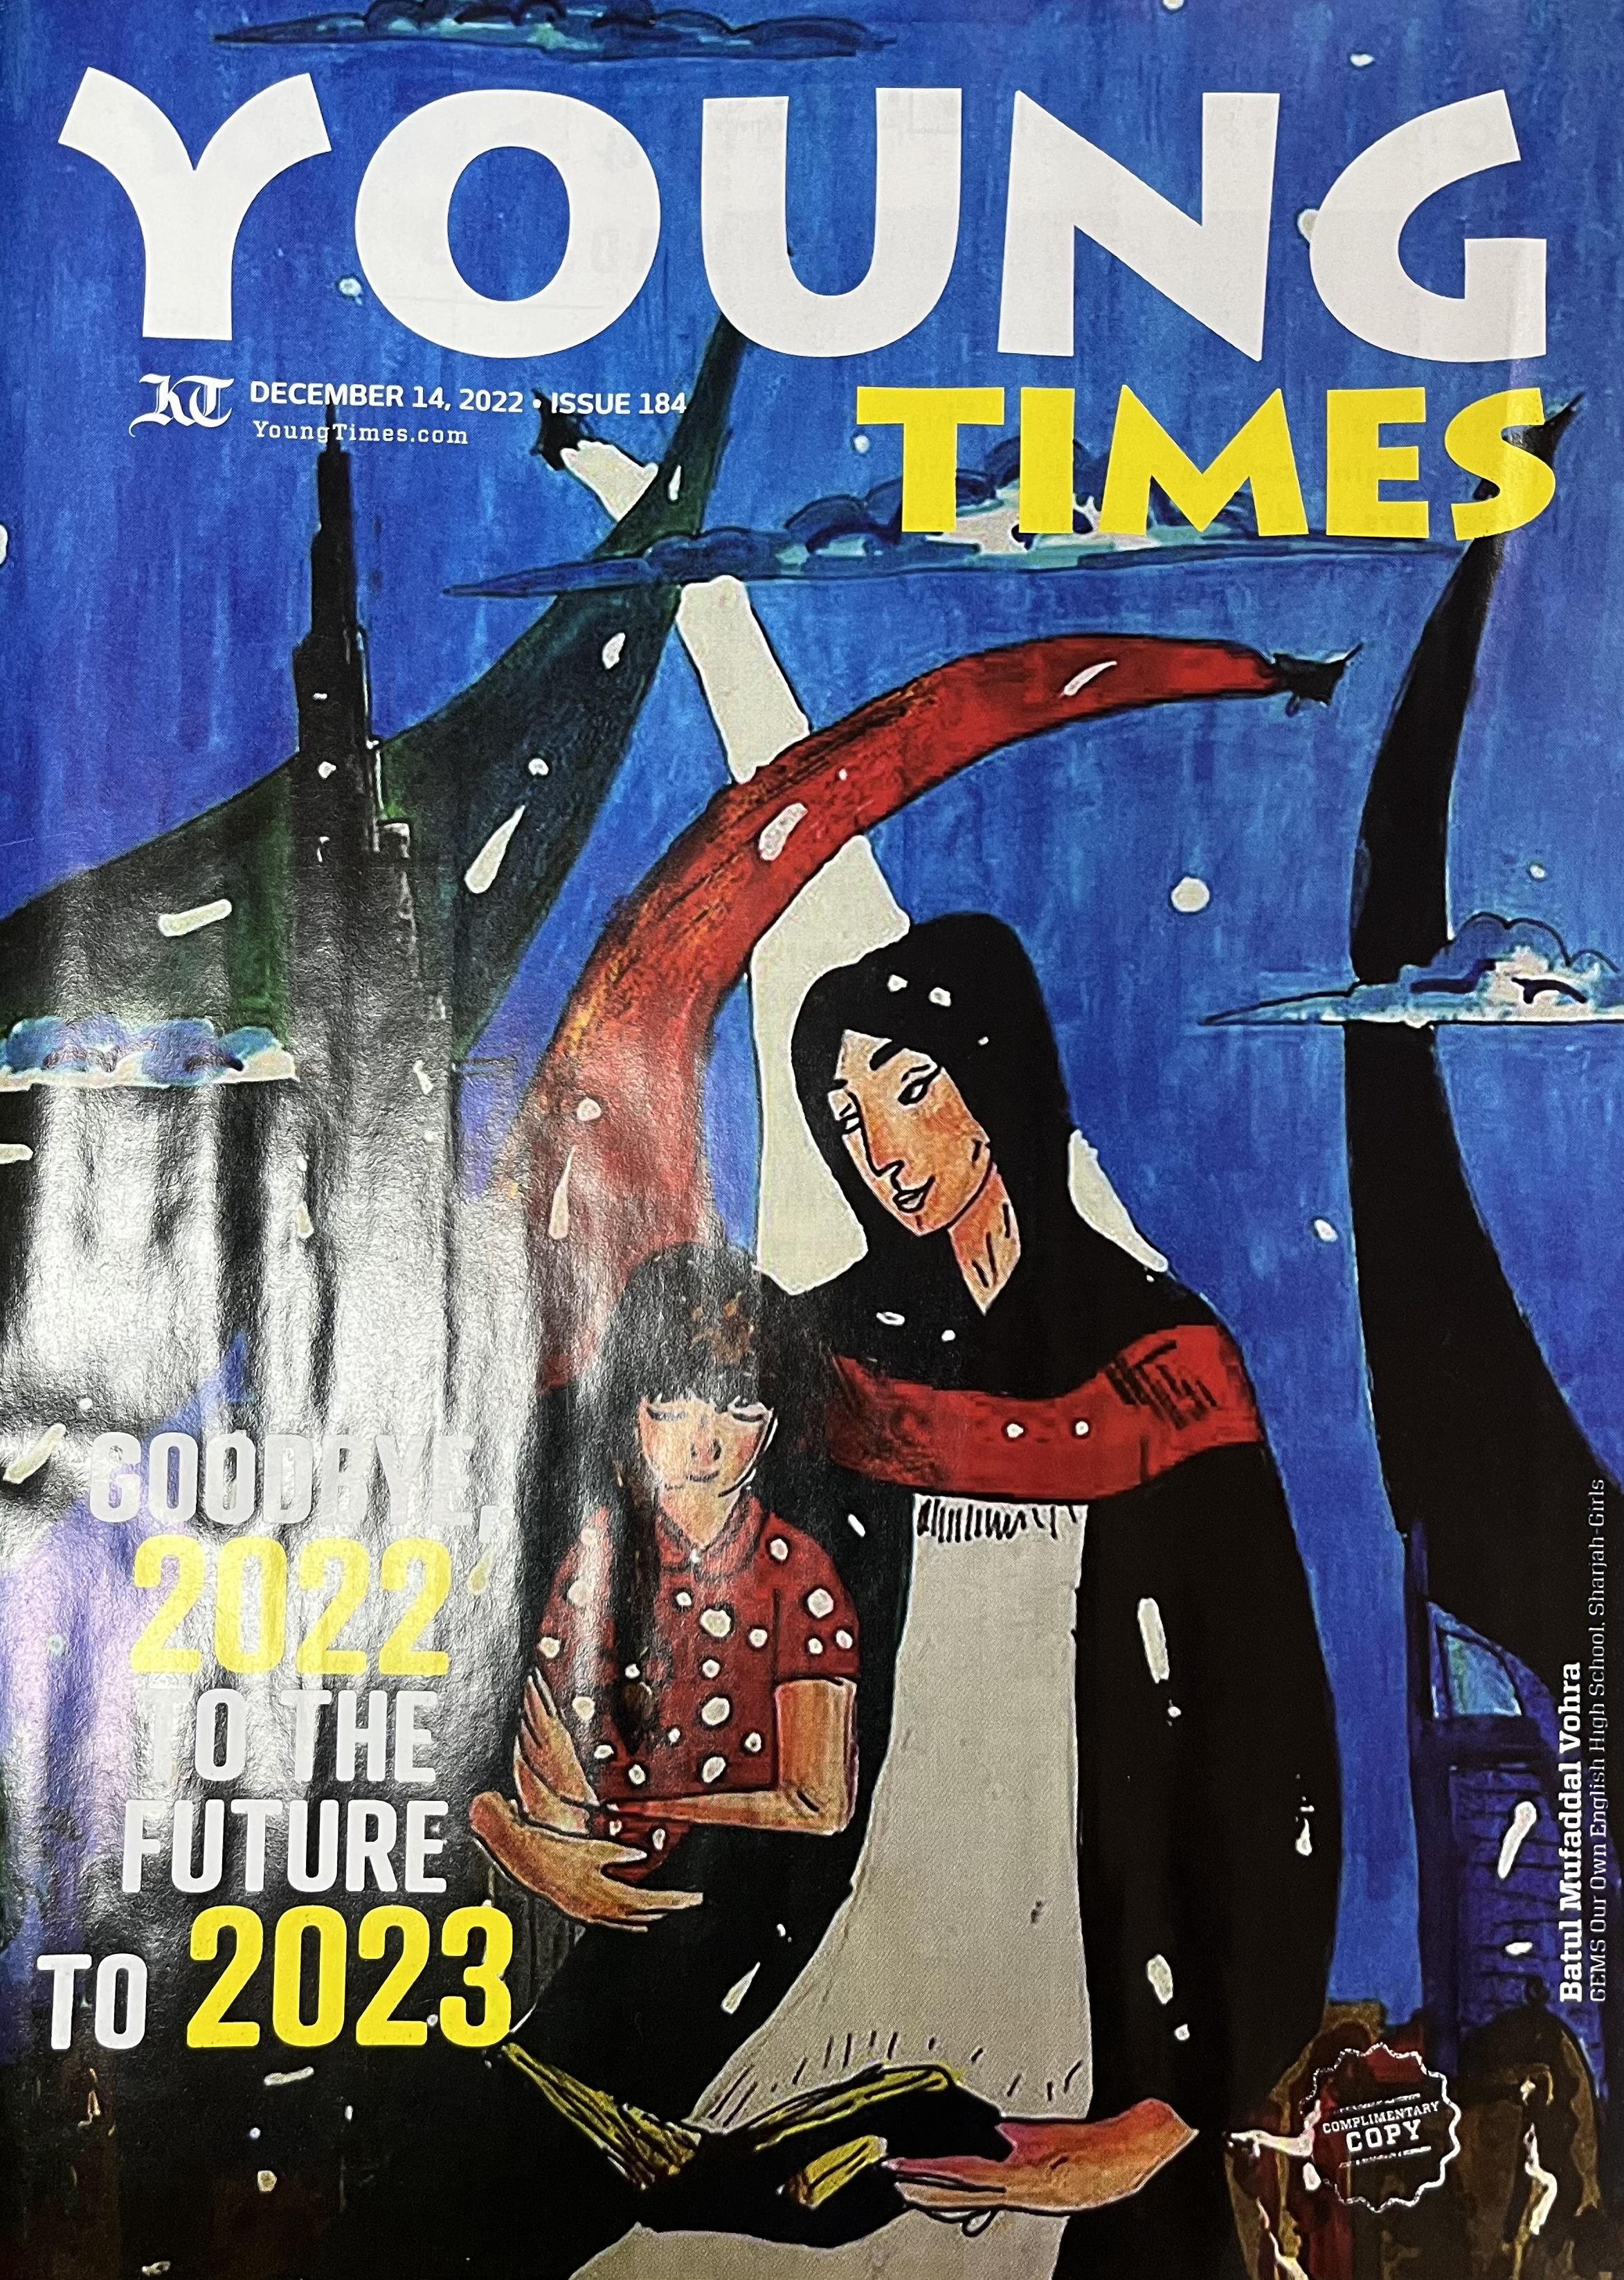 YOUNG
TIMES
KT
DECEMBER 14, 2022 • ISSUE 184
YoungTimes.com
GOODBYE,
2022
TO THE
FUTURE
TO 2023
Batul Mufaddal Vohra
GEMS Our Own English High School, Sharjah-Girls
COMPLIMENTARY
COPY